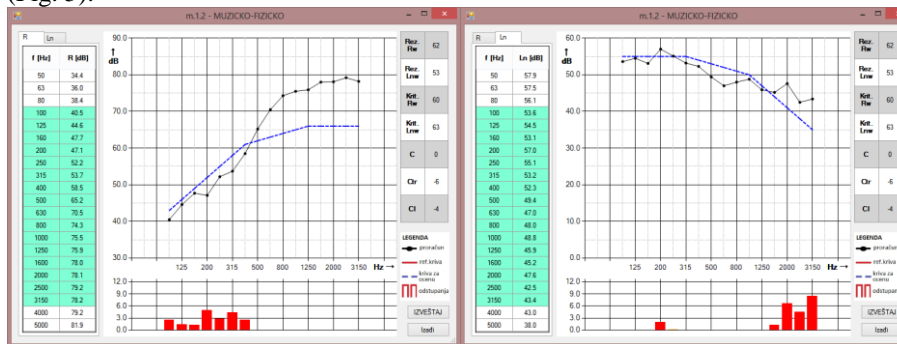 (Fig. 3).
m.1.2 - MUZICKO-FIZICKO
R Ln
f [Hz] R [dB]
50 34.4
63 36.0
80 38.4
100 40.5
125 44.6
160 47.7
200 47.1
250 52.2
315 53.7
400 58.5
500 65.2
630 70.5
800 74.3
1000 75.5
1250 75.9
1600 78.0
2000 78.1
2500 79.2
3150 78.2
4000 79.2
5000 81.9
dB
90.0
80.0
70.0
60.0
50.0
40.0
30.0
125 200 315 500 800 1250 2000 3150 Hz
12.0
9.0
6.0
3.0
0.0
Rez. Rw 62
Rez. Lnw 53
Krit. Rw 60
Krit. Lnw 63
C 0
Ctr -6
CI -4
LEGENDA
proračun
ref.kriva
kriva za
ocenu
odstupanja
IZVEŠTAJ
Izađi
m.1.2 - MUZICKO-FIZICKO
R Ln
f [Hz] Ln [dB]
50 57.9
63 57.5
80 56.1
100 53.6
125 54.5
160 53.1
200 57.0
250 55.1
315 53.2
400 52.3
500 49.4
630 47.0
800 48.0
1000 48.8
1250 45.9
1600 45.2
2000 47.6
2500 42.5
3150 43.4
4000 43.0
5000 38.0
dB
60.0
50.0
40.0
30.0
20.0
10.0
0.0
125 200 315 500 800 1250 2000 3150 Hz
12.0
9.0
6.0
3.0
0.0
Rez. Rw 62
Rez. Lnw 53
Krit. Rw 60
Krit. Lnw 63
C 0
Ctr -6
CI -4
LEGENDA
proračun
ref.kriva
kriva za
ocenu
odstupanja
IZVEŠTAJ
Izađi